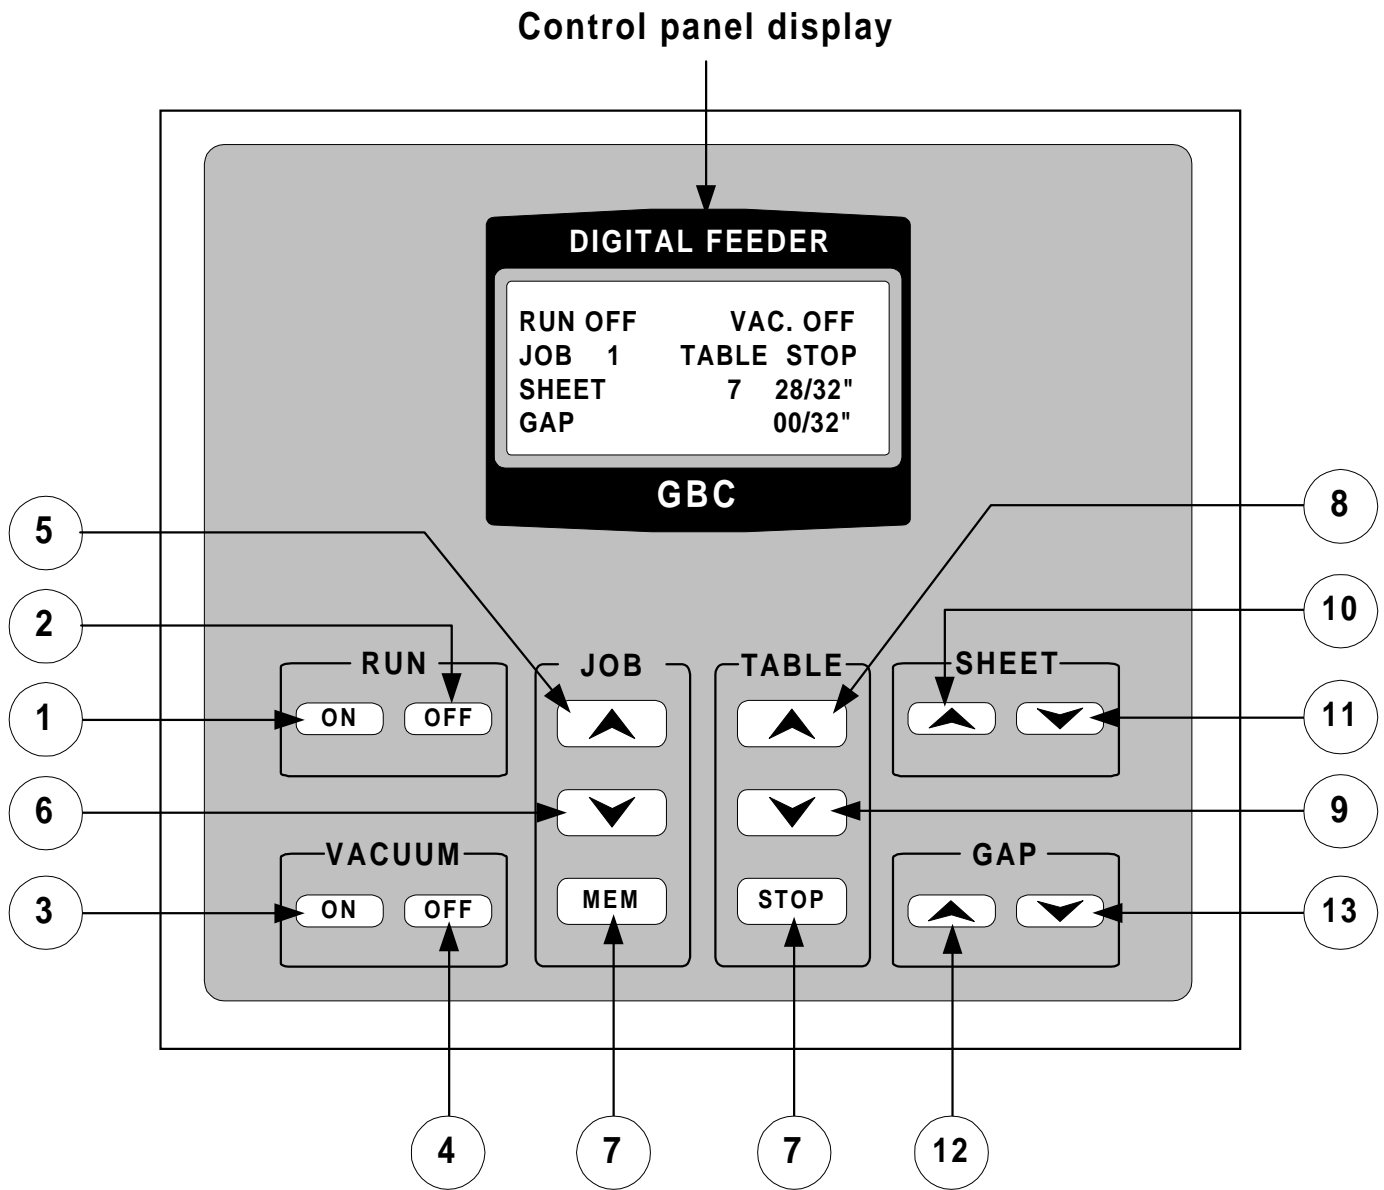 Control panel display
DIGITAL FEEDER
RUN OFF VAC. OFF
JOB 1 TABLE STOP
SHEET 7 28/32"
GAP 00/32"
GBC
5
8
2
10
RUN
JOB
TABLE
SHEET
1
ON
OFF
11
6
9
VACUUM
GAP
3
ON
OFF
MEM
STOP
13
4
7
7
12